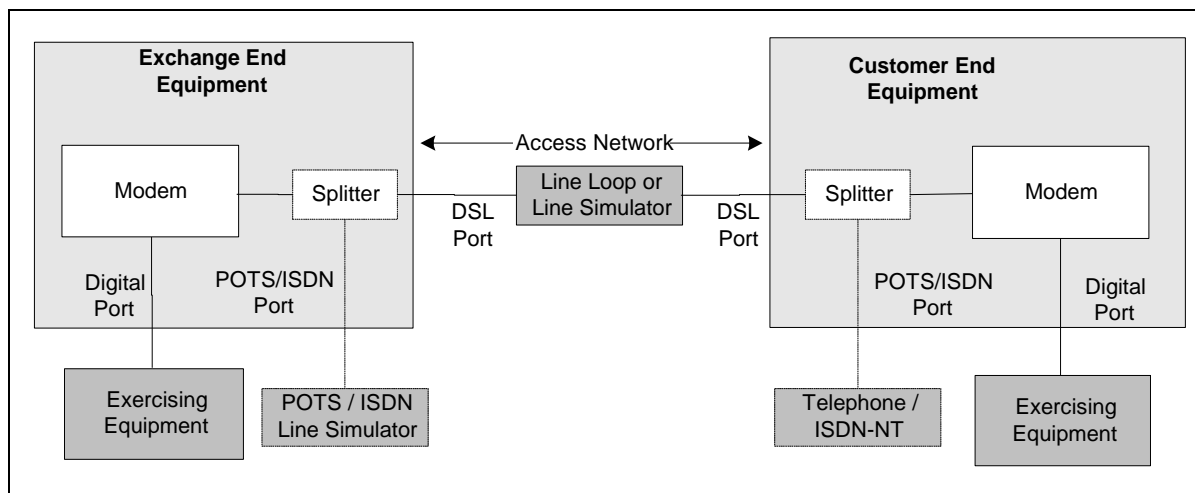 Exchange End
Equipment
Customer End
Equipment
Access Network
Modem
Splitter
Line Loop or
Line Simulator
Splitter
Modem
DSL
Port
DSL
Port
Digital
Port
POTS/ISDN
Port
POTS/ISDN
Port
Digital
Port
Exercising
Equipment
POTS / ISDN
Line Simulator
Telephone /
ISDN-NT
Exercising
Equipment